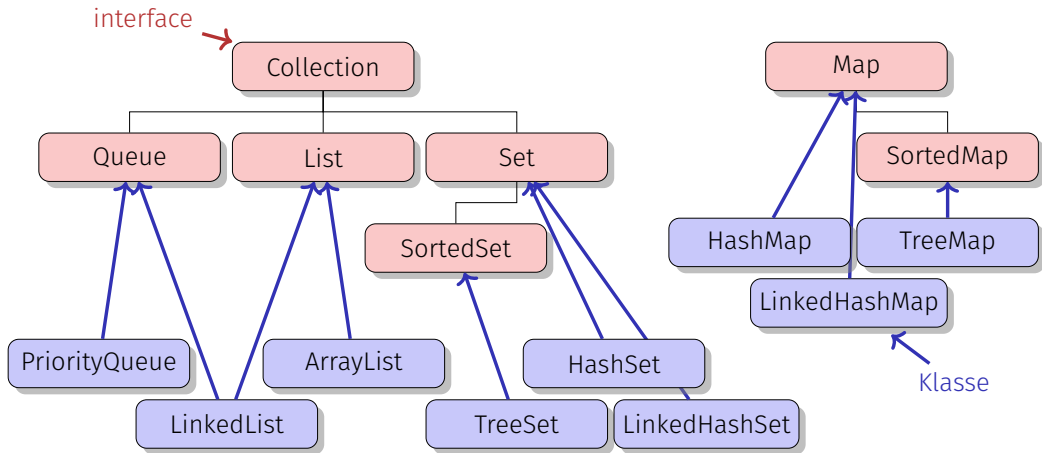 interface
Collection
Map
Queue
List
Set
SortedMap
SortedSet
HashMap
TreeMap
LinkedHashMap
PriorityQueue
ArrayList
HashSet
Klasse
LinkedList
TreeSet
LinkedHashSet